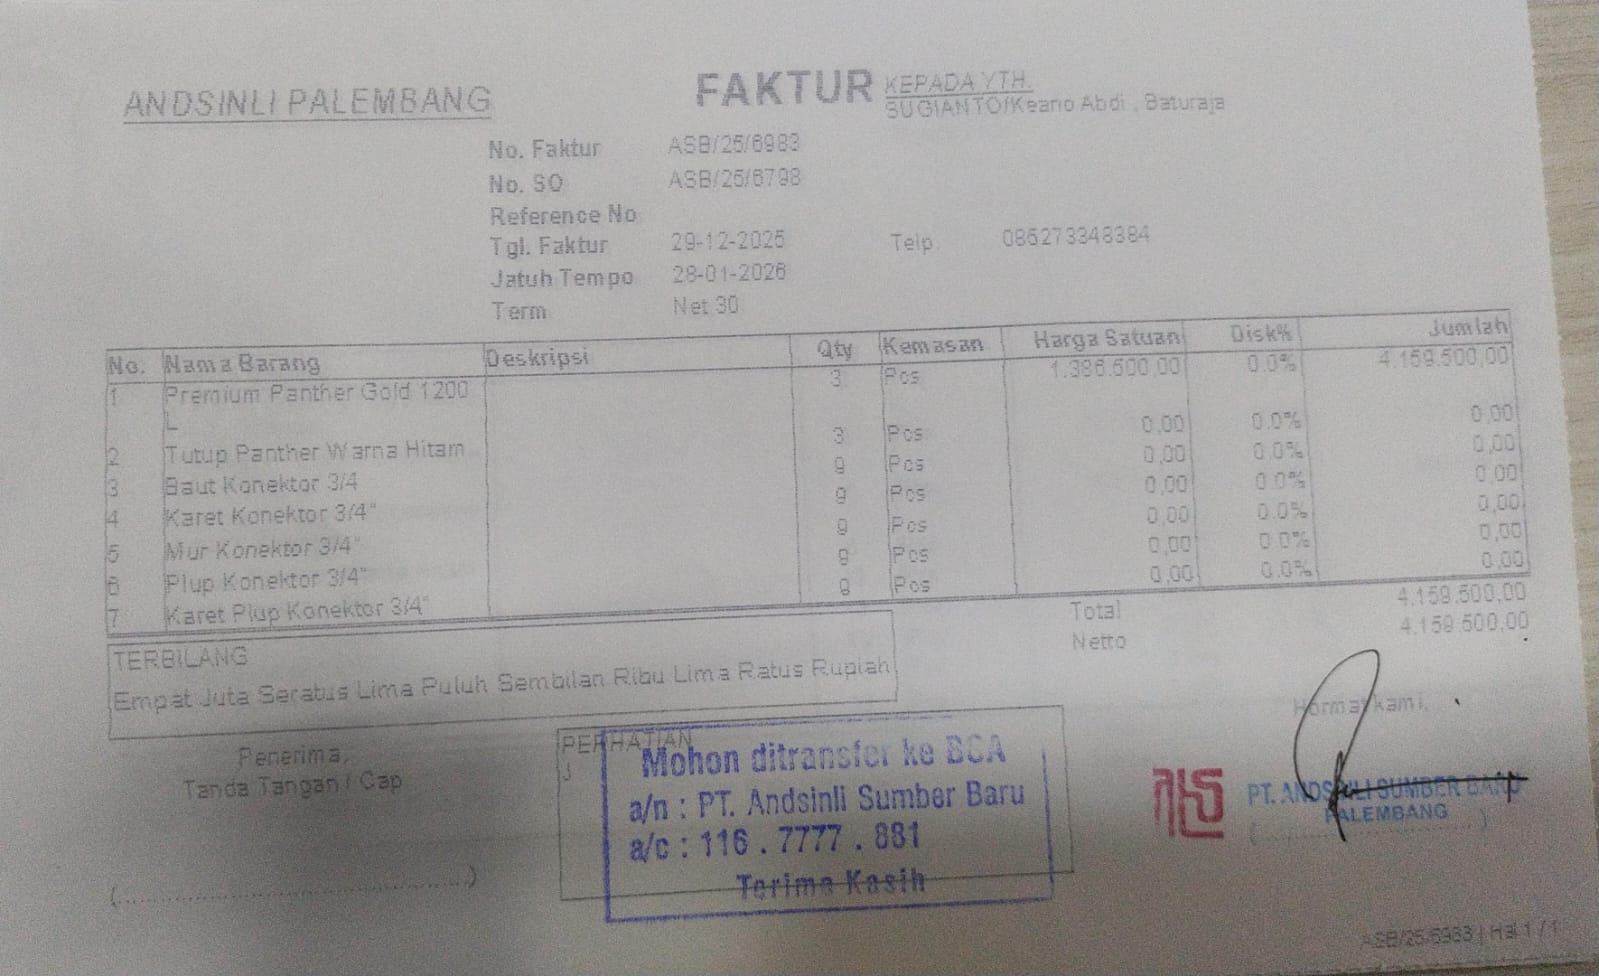 ANDSINLI PALEMBANG
FAKTUR
KEPADA YTH.
SUGIANTO/Keano Abdi , Baturaja
No. Faktur ASB/25/6983
No. SO ASB/25/6798
Reference No
Tgl. Faktur 29-12-2025 Telp. 085273348384
Jatuh Tempo 28-01-2026
Term Net 30
No. Nama Barang Deskripsi Qty Kemasan Harga Satuan Disk% Jumlah
1 Premium Panther Gold 1200 L 3 Pcs 1.386.500,00 0.0% 4.159.500,00
2 Tutup Panther Warna Hitam 3 Pcs 0,00 0.0% 0,00
3 Baut Konektor 3/4 9 Pcs 0,00 0.0% 0,00
4 Karet Konektor 3/4" 9 Pcs 0,00 0.0% 0,00
5 Mur Konektor 3/4" 9 Pcs 0,00 0.0% 0,00
6 Plup Konektor 3/4" 9 Pcs 0,00 0.0% 0,00
7 Karet Plup Konektor 3/4" 9 Pcs 0,00 0.0% 0,00
Total 4.159.500,00
Netto 4.159.500,00
TERBILANG
Empat Juta Seratus Lima Puluh Sembilan Ribu Lima Ratus Rupiah
Penerima,
Tanda Tangan / Cap
(....................................)
PERHATIAN
Mohon ditransfer ke BCA
a/n : PT. Andsinli Sumber Baru
a/c : 116 . 7777 . 881
Terima Kasih
Hormat kami,
PT. ANDSINLI SUMBER BARU
PALEMBANG
ASB/25/6983 | Hal 1 / 1